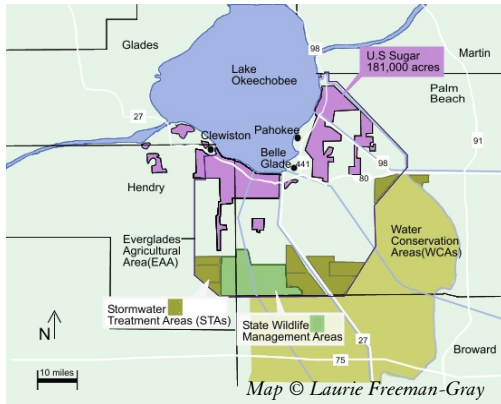 98
Glades
Martin
U.S Sugar
181,000 acres
Lake
Okeechobee
Palm
Beach
27
Clewiston
Pahokee
91
Belle
Glade
441
98
80
Hendry
Water
Conservation
Areas(WCAs)
Everglades
Agricultural
Area(EAA)
Stormwater
Treatment Areas (STAs)
State Wildlife
Management Areas
N
27
Broward
75
10 miles
Map © Laurie Freeman-Gray